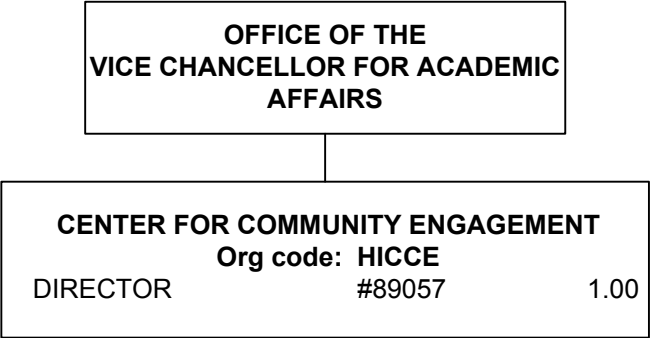 OFFICE OF THE
VICE CHANCELLOR FOR ACADEMIC
AFFAIRS
CENTER FOR COMMUNITY ENGAGEMENT
Org code: HICCE
DIRECTOR #89057 1.00